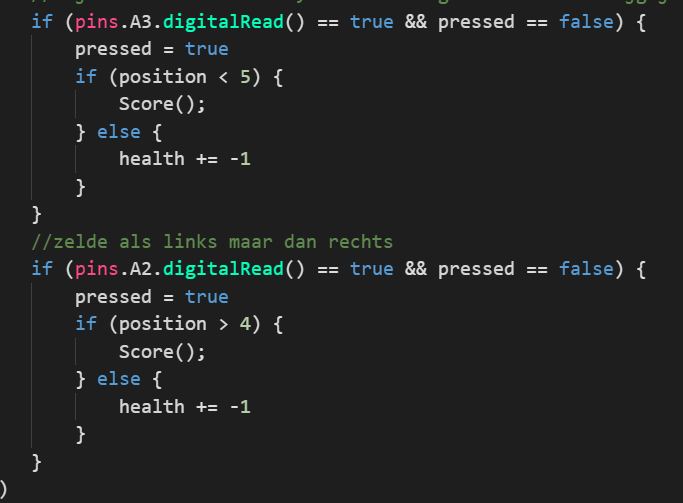 if (pins.A3.digitalRead() == true && pressed == false) {
pressed = true
if (position < 5) {
Score();
} else {
health += -1
}
}
//zelde als links maar dan rechts
if (pins.A2.digitalRead() == true && pressed == false) {
pressed = true
if (position > 4) {
Score();
} else {
health += -1
}
}
)